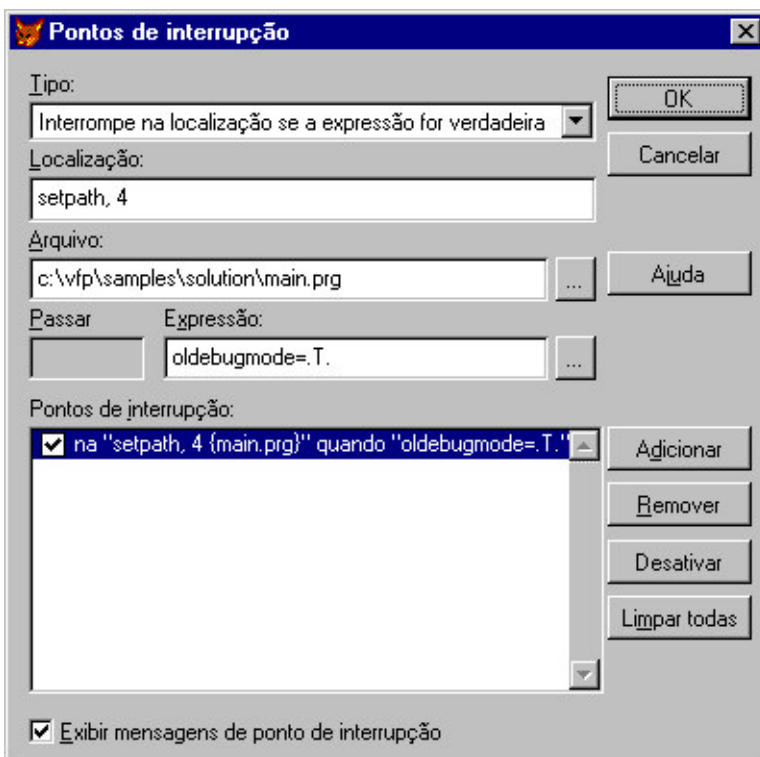 Pontos de interrupção
Tipo:
Interrompe na localização se a expressão for verdadeira
OK
Localização:
Cancelar
setpath, 4
Arquivo:
c:\vfp\samples\solution\main.prg
...
Ajuda
Passar
Expressão:
oldebugmode=.T.
...
Pontos de interrupção:
na "setpath, 4 {main.prg}" quando "oldebugmode=.T."
Adicionar
Remover
Desativar
Limpar todas
Exibir mensagens de ponto de interrupção